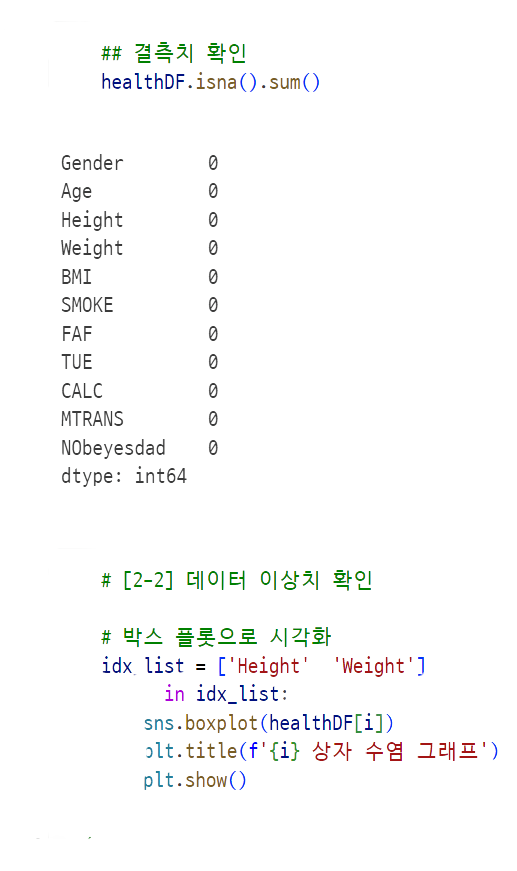 ## 결측치 확인
healthDF.isna().sum()
Gender 0
Age 0
Height 0
Weight 0
BMI 0
SMOKE 0
FAF 0
TUE 0
CALC 0
MTRANS 0
NObeyesdad 0
dtype: int64
# [2-2] 데이터 이상치 확인
# 박스 플롯으로 시각화
idx_list = ['Height' 'Weight']
in idx_list:
sns.boxplot(healthDF[i])
plt.title(f'{i} 상자 수염 그래프')
plt.show()